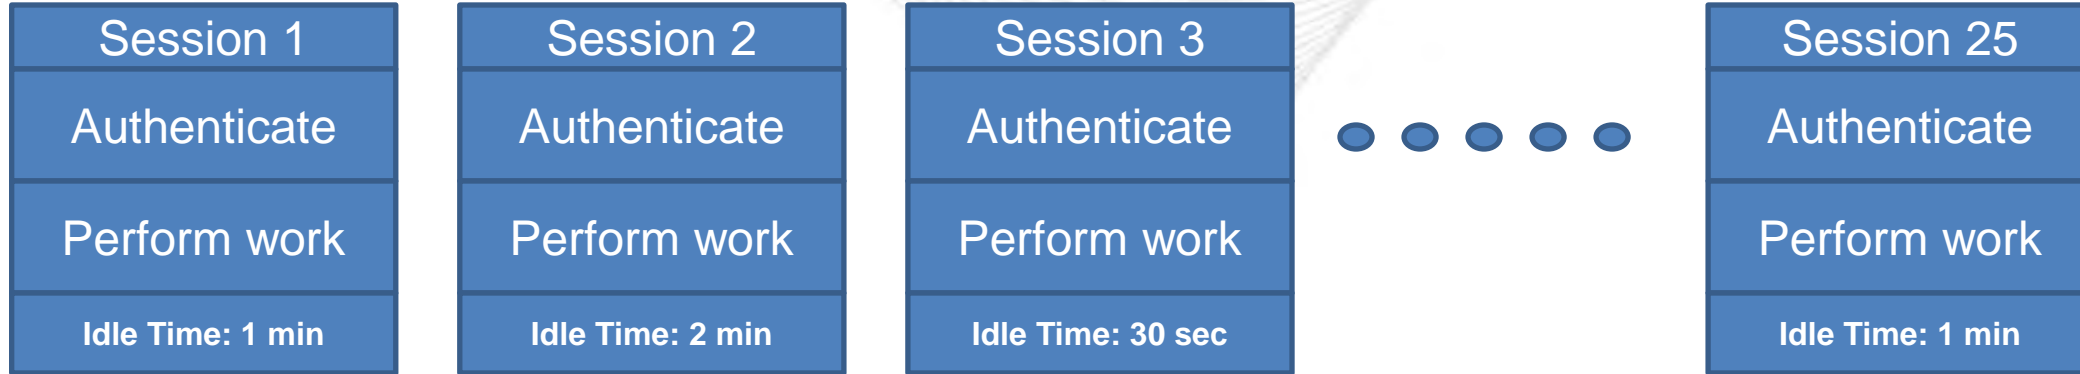 Session 1
Authenticate
Perform work
Idle Time: 1 min
Session 2
Authenticate
Perform work
Idle Time: 2 min
Session 3
Authenticate
Perform work
Idle Time: 30 sec
Session 25
Authenticate
Perform work
Idle Time: 1 min